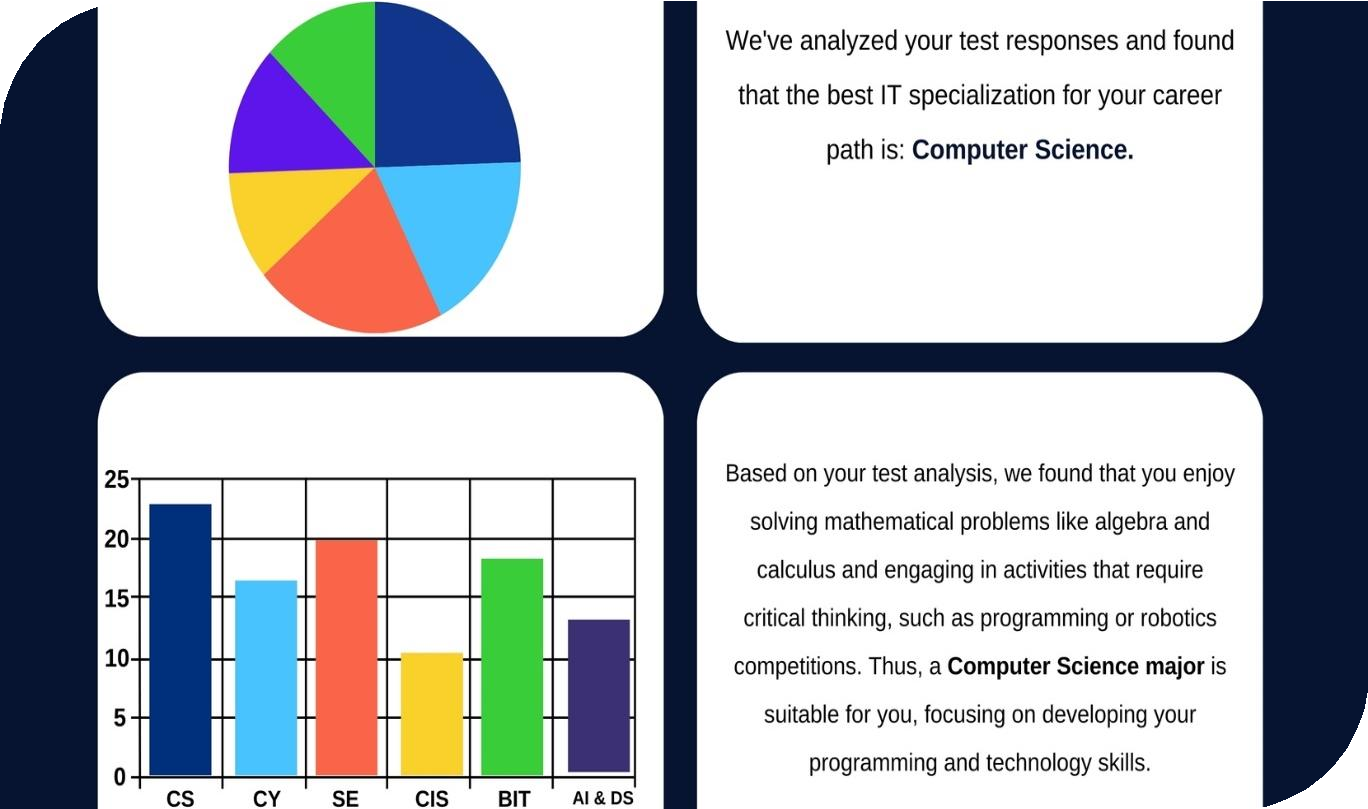 We've analyzed your test responses and found
that the best IT specialization for your career
path is: Computer Science.
25
20
15
10
5
0
CS
CY
SE
CIS
BIT
AI & DS
Based on your test analysis, we found that you enjoy
solving mathematical problems like algebra and
calculus and engaging in activities that require
critical thinking, such as programming or robotics
competitions. Thus, a Computer Science major is
suitable for you, focusing on developing your
programming and technology skills.